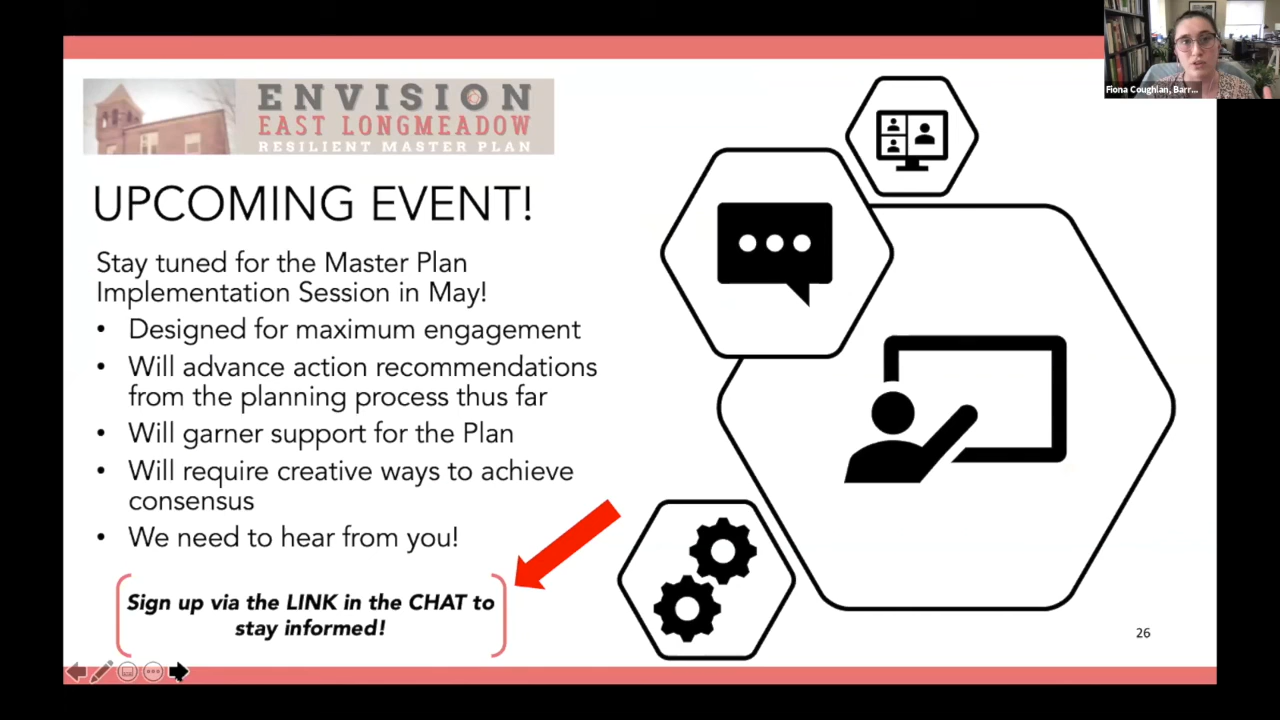 Fiona Coughlan, Barr...
ENVISION
EAST LONGMEADOW
RESILIENT MASTER PLAN
UPCOMING EVENT!
Stay tuned for the Master Plan
Implementation Session in May!
• Designed for maximum engagement
• Will advance action recommendations
from the planning process thus far
• Will garner support for the Plan
• Will require creative ways to achieve
consensus
• We need to hear from you!
Sign up via the LINK in the CHAT to
stay informed!
26